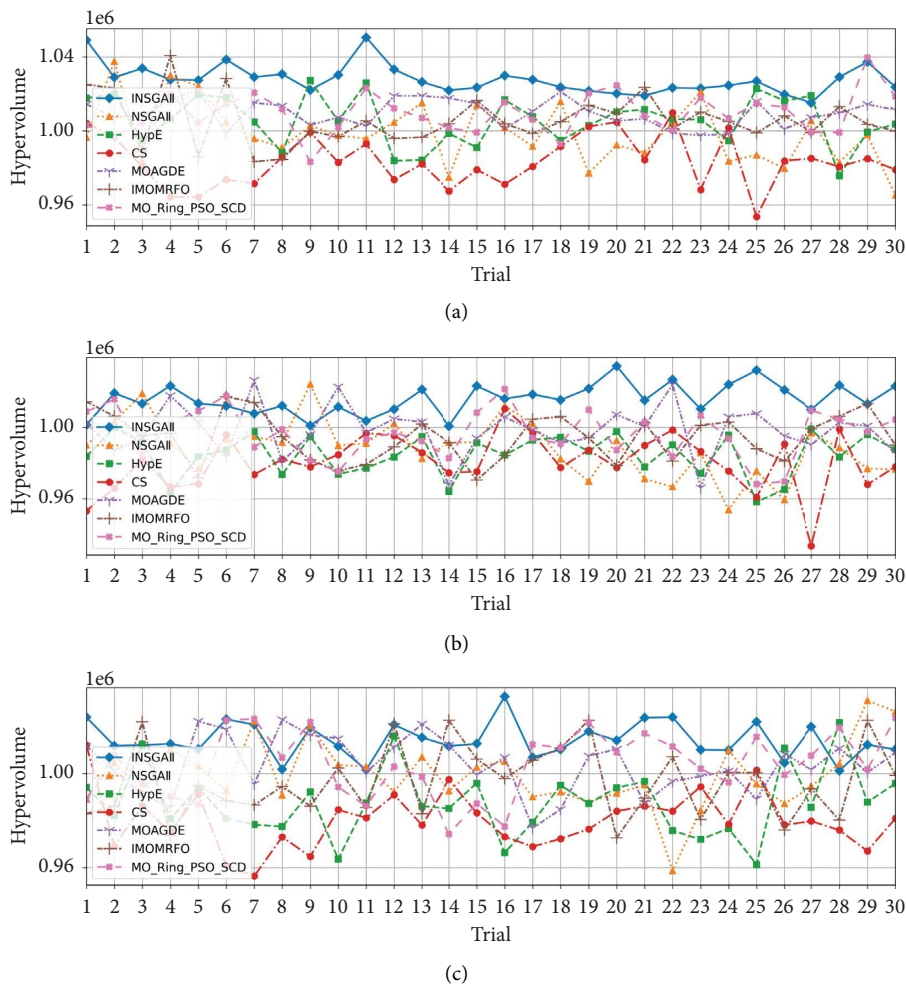 1e6
1.04
1.00
0.96
Hypervolume
INSGAII
NSGAII
HypE
CS
MOAGDE
IMOMRFO
MO_Ring_PSO_SCD
1 2 3 4 5 6 7 8 9 10 11 12 13 14 15 16 17 18 19 20 21 22 23 24 25 26 27 28 29 30
Trial
(a)
1e6
1.00
0.96
Hypervolume
INSGAII
NSGAII
HypE
CS
MOAGDE
IMOMRFO
MO_Ring_PSO_SCD
1 2 3 4 5 6 7 8 9 10 11 12 13 14 15 16 17 18 19 20 21 22 23 24 25 26 27 28 29 30
Trial
(b)
1e6
1.00
0.96
Hypervolume
INSGAII
NSGAII
HypE
CS
MOAGDE
IMOMRFO
MO_Ring_PSO_SCD
1 2 3 4 5 6 7 8 9 10 11 12 13 14 15 16 17 18 19 20 21 22 23 24 25 26 27 28 29 30
Trial
(c)